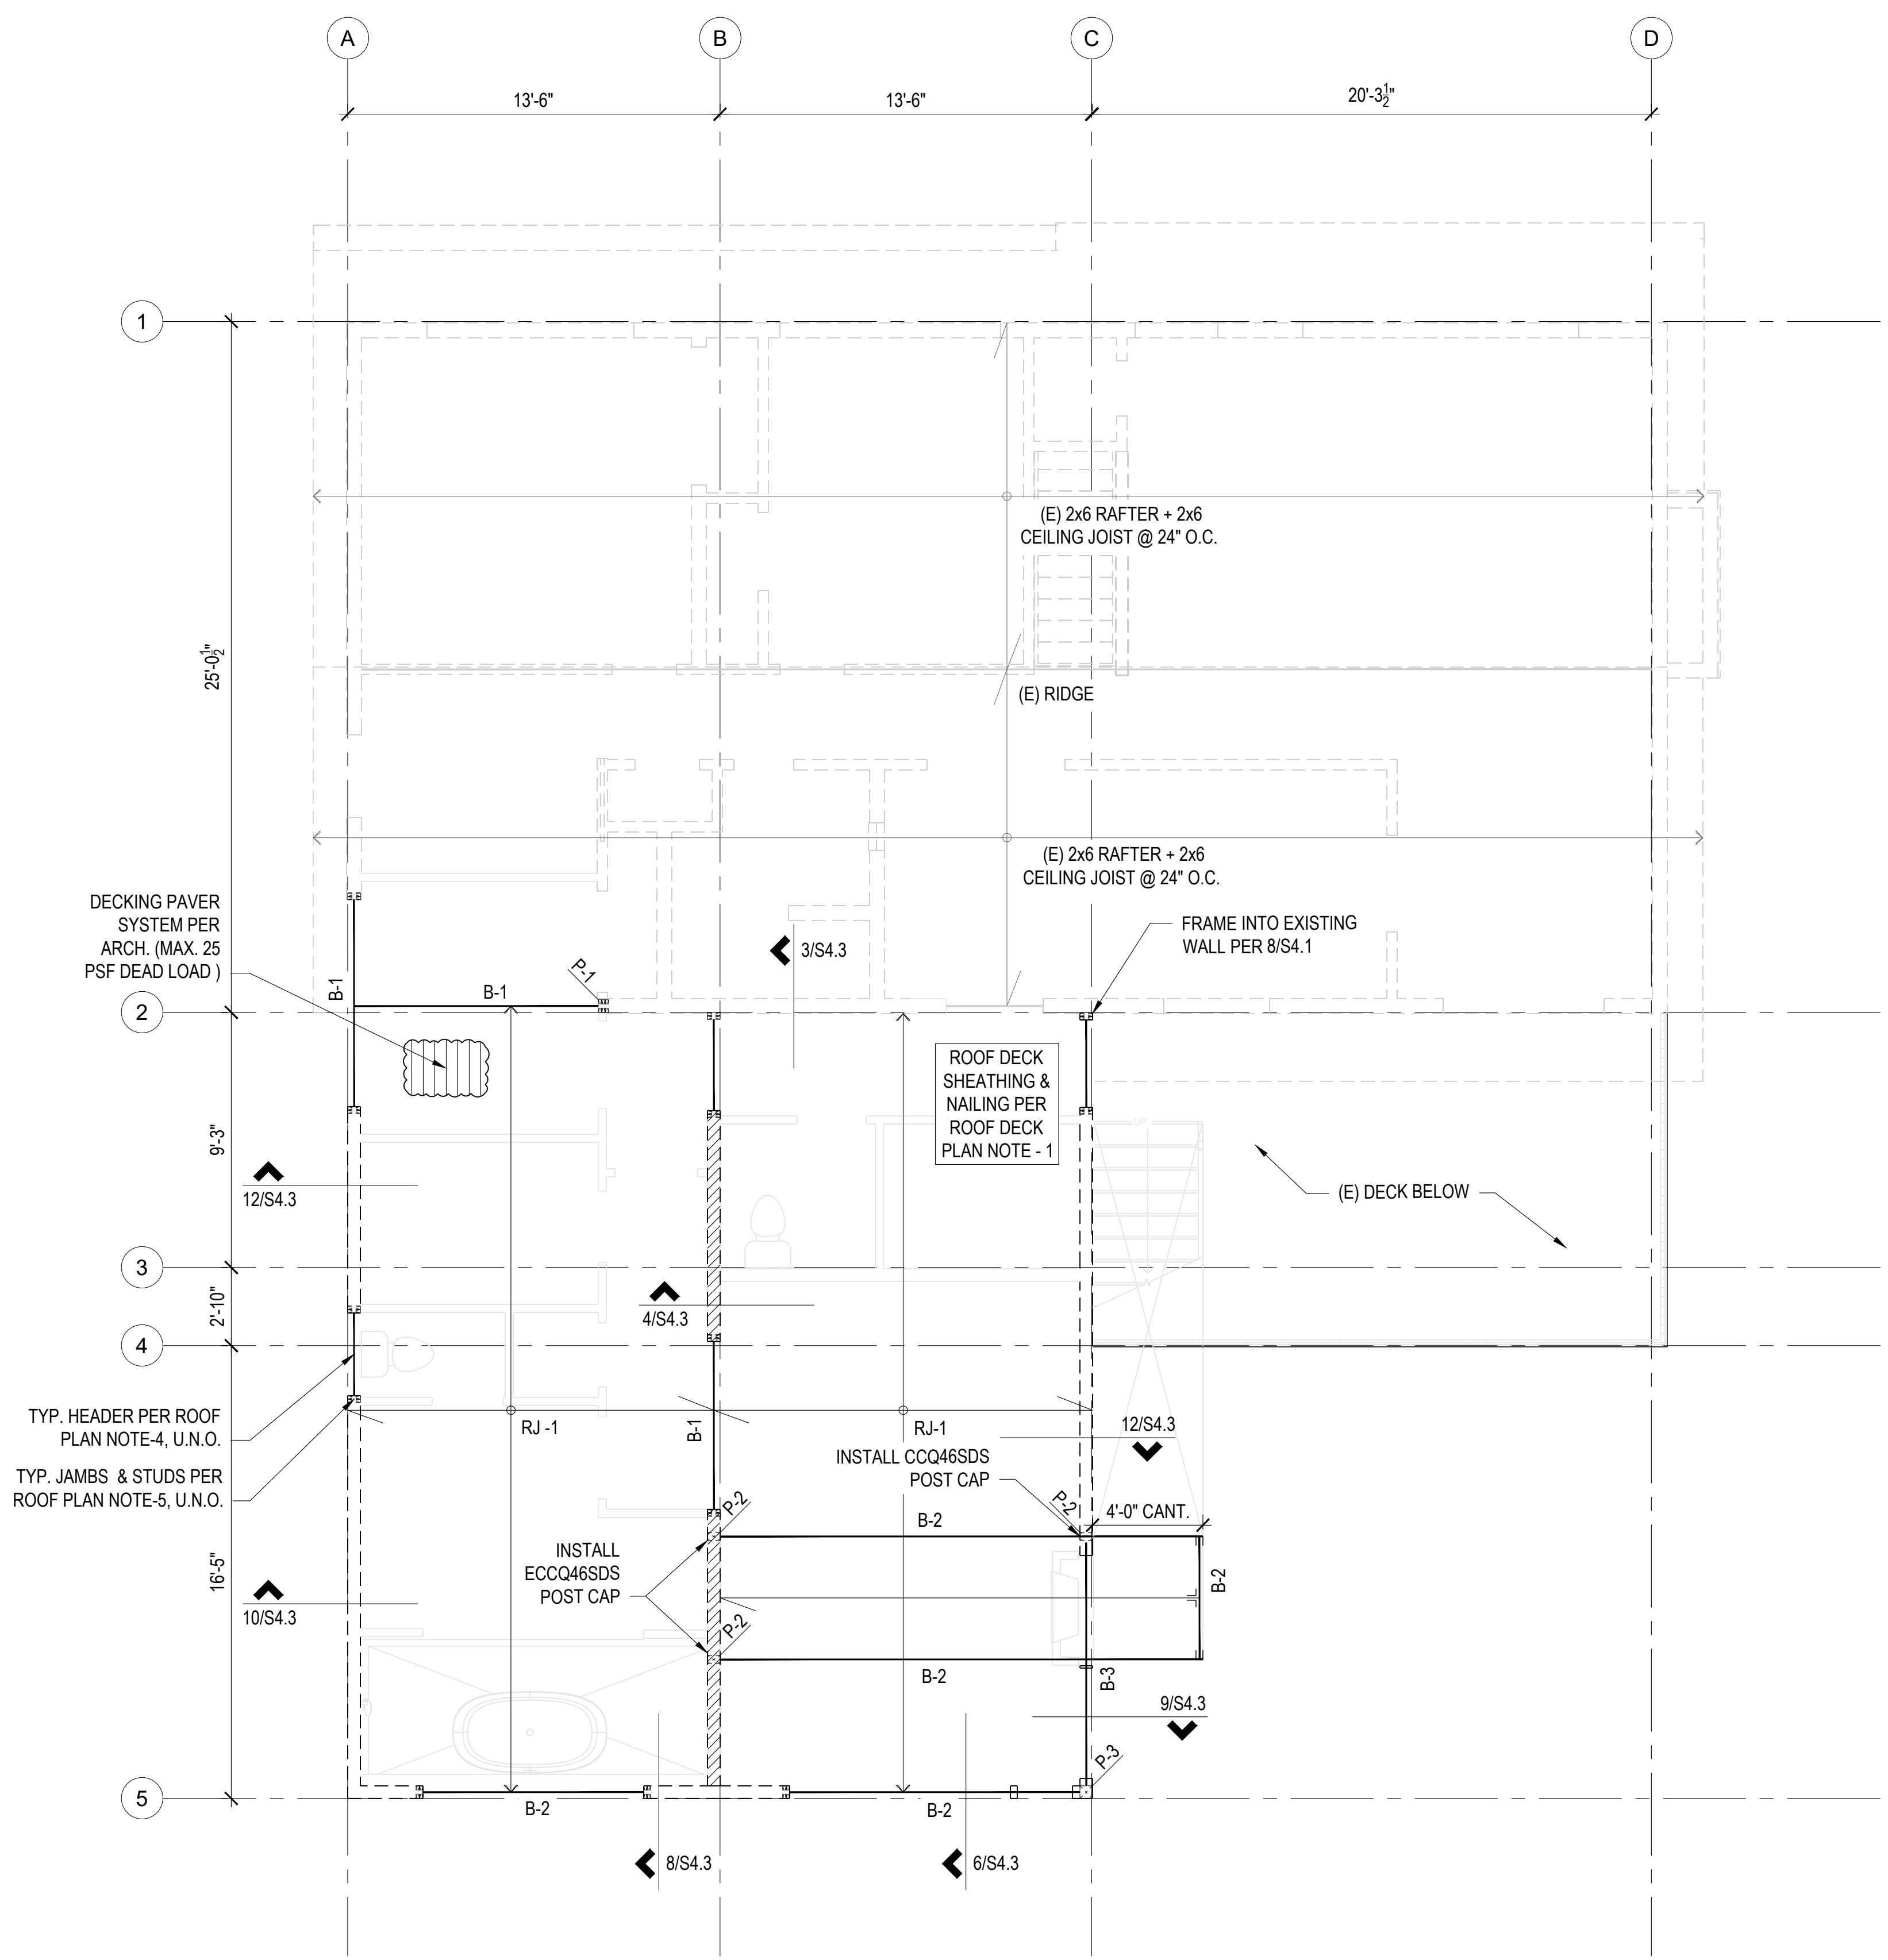 A
B
C
D
13'-6"
13'-6"
20'-3 1/2"
1
25'-0 1/2"
(E) 2x6 RAFTER + 2x6
CEILING JOIST @ 24" O.C.
(E) RIDGE
(E) 2x6 RAFTER + 2x6
CEILING JOIST @ 24" O.C.
DECKING PAVER
SYSTEM PER
ARCH. (MAX. 25
PSF DEAD LOAD )
FRAME INTO EXISTING
WALL PER 8/S4.1
3/S4.3
P-1
B-1
B-1
2
ROOF DECK
SHEATHING &
NAILING PER
ROOF DECK
PLAN NOTE - 1
UP
9'-3"
12/S4.3
(E) DECK BELOW
3
2'-10"
4/S4.3
4
TYP. HEADER PER ROOF
PLAN NOTE-4, U.N.O.
TYP. JAMBS & STUDS PER
ROOF PLAN NOTE-5, U.N.O.
RJ -1
B-1
RJ-1
12/S4.3
INSTALL CCQ46SDS
POST CAP
P-2
P-2
4'-0" CANT.
B-2
INSTALL
ECCQ46SDS
POST CAP
B-2
16'-5"
10/S4.3
P-2
B-2
B-3
9/S4.3
P-3
5
B-2
B-2
8/S4.3
6/S4.3